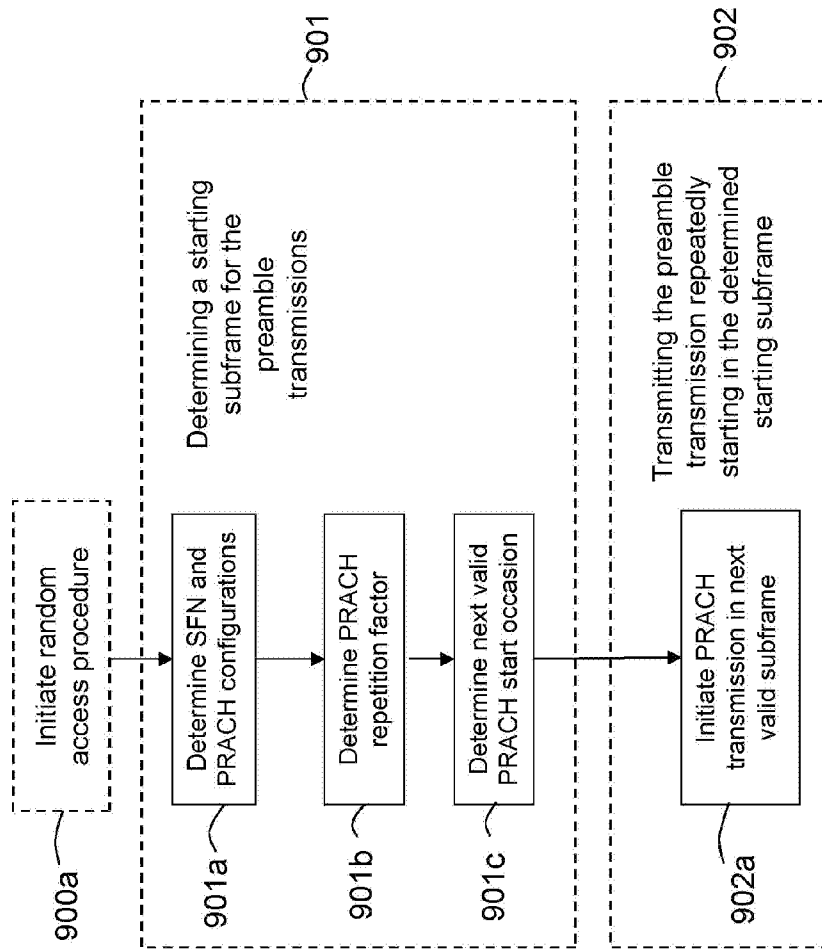 900a
Initiate random
access procedure
901
901a
Determine SFN and
PRACH configurations
Determining a starting
subframe for the
preamble
transmissions
901b
Determine PRACH
repetition factor
901c
Determine next valid
PRACH start occasion
902
902a
Initiate PRACH
transmission in next
valid subframe
Transmitting the preamble
transmission repeatedly
starting in the determined
starting subframe